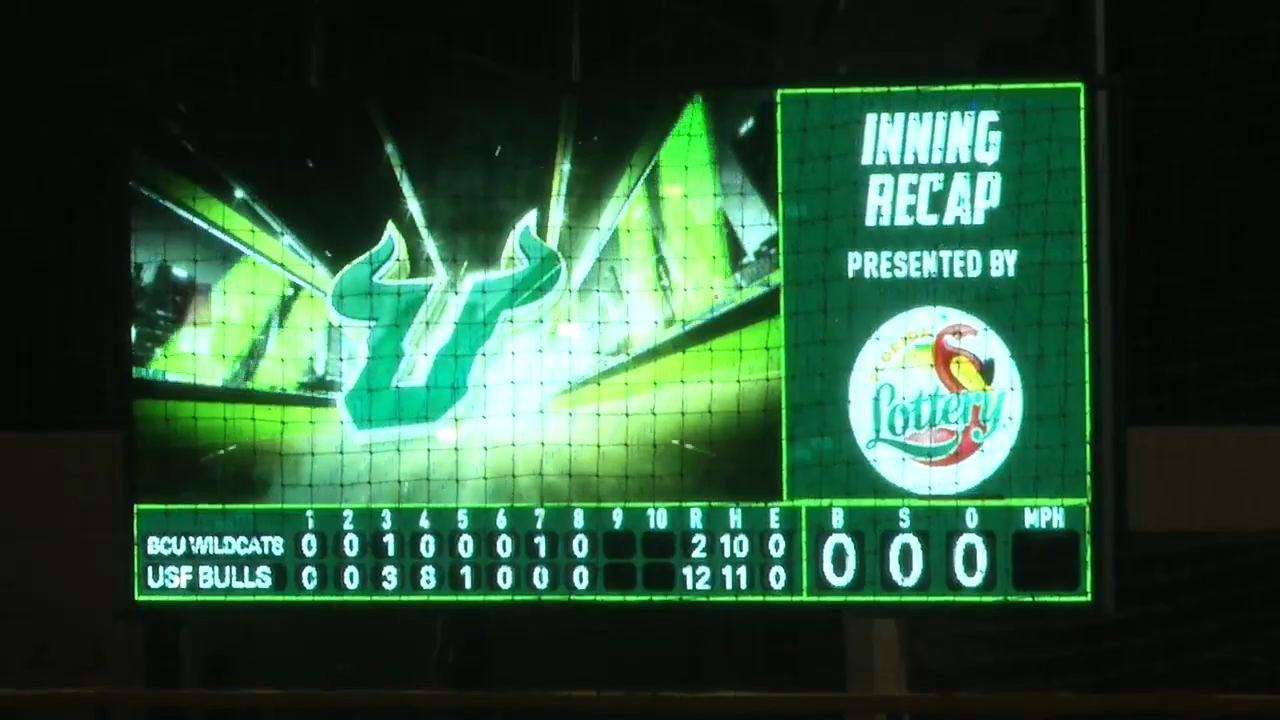 INNING
RECAP
PRESENTED BY
FLORIDA
Lottery
1 2 3 4 5 6 7 8 9 10 R H E B S O MPH
BCU WILDCATS 0 0 1 0 0 0 1 0 2 10 0
USF BULLS 0 0 3 8 1 0 0 0 12 11 0
0 0 0